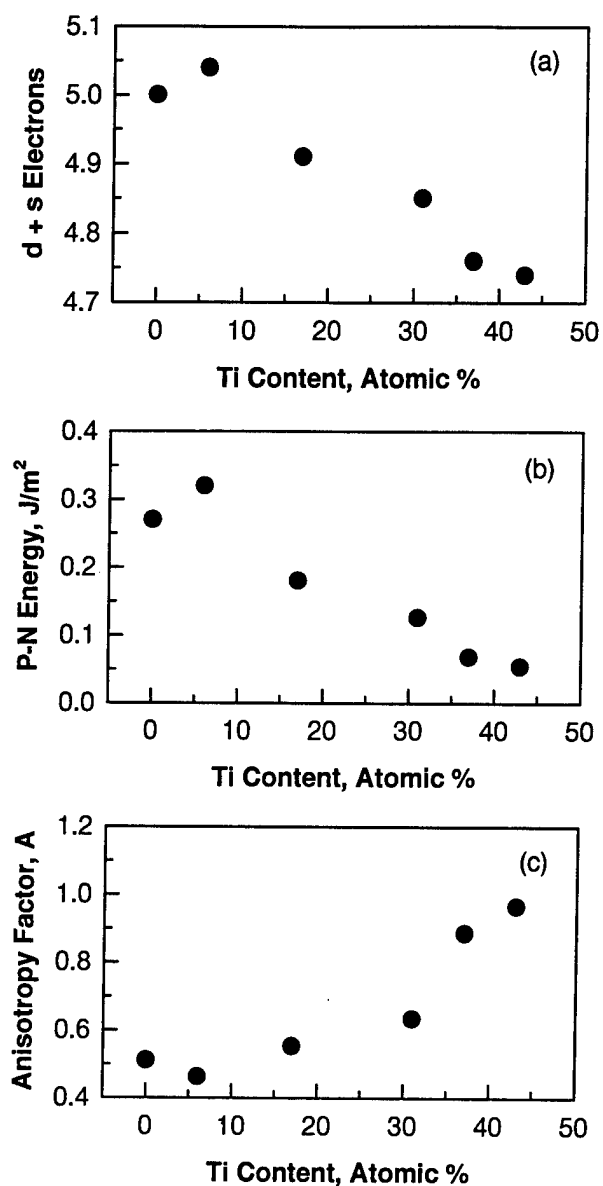 5.1
(a)
5.0
4.9
4.8
4.7
d + s Electrons
0 10 20 30 40 50
Ti Content, Atomic %
0.4
(b)
0.3
0.2
0.1
0.0
P-N Energy, J/m²
0 10 20 30 40 50
Ti Content, Atomic %
1.2
(c)
1.0
0.8
0.6
0.4
Anisotropy Factor, A
0 10 20 30 40 50
Ti Content, Atomic %